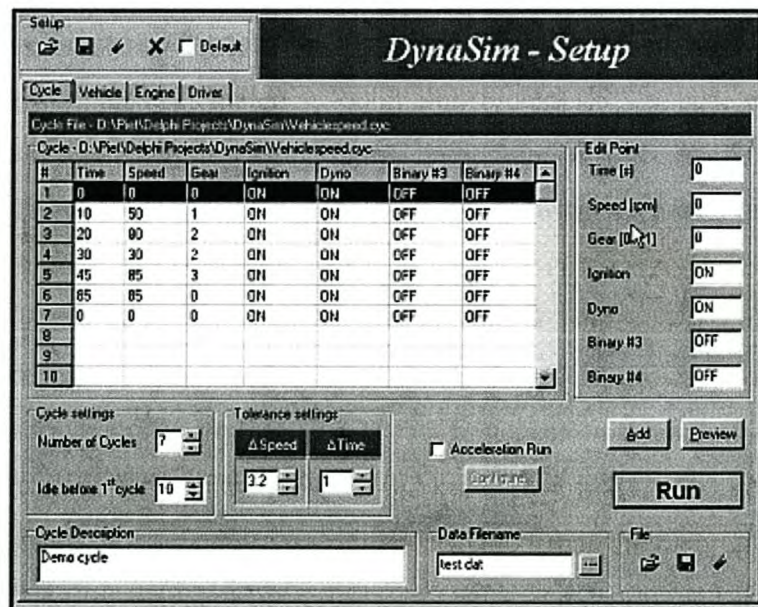 Setup
Default
DynaSim - Setup
Cycle Vehicle Engine Driver
Cycle File - D:\Piet\Delphi Projects\DynaSim\Vehiclespeed.cyc
Cycle - D:\Piet\Delphi Projects\DynaSim\Vehiclespeed.cyc
# Time Speed Gear Ignition Dyno Binary #3 Binary #4
1 0 0 0 ON ON OFF OFF
2 10 50 1 ON ON OFF OFF
3 20 80 2 ON ON OFF OFF
4 30 30 2 ON ON OFF OFF
5 45 85 3 ON ON OFF OFF
6 85 85 0 ON ON OFF OFF
7 0 0 0 ON ON OFF OFF
8
9
10
Edit Point
Time [s] 0
Speed [rpm] 0
Gear 0
Ignition ON
Dyno ON
Binary #3 OFF
Binary #4 OFF
Cycle settings
Number of Cycles 7
Idle before 1st cycle 10
Tolerance settings
ΔSpeed ΔTime
3.2 1
Acceleration Run
Configure
Add Preview
Run
Cycle Description
Demo cycle
Data Filename
test.dat ...
File